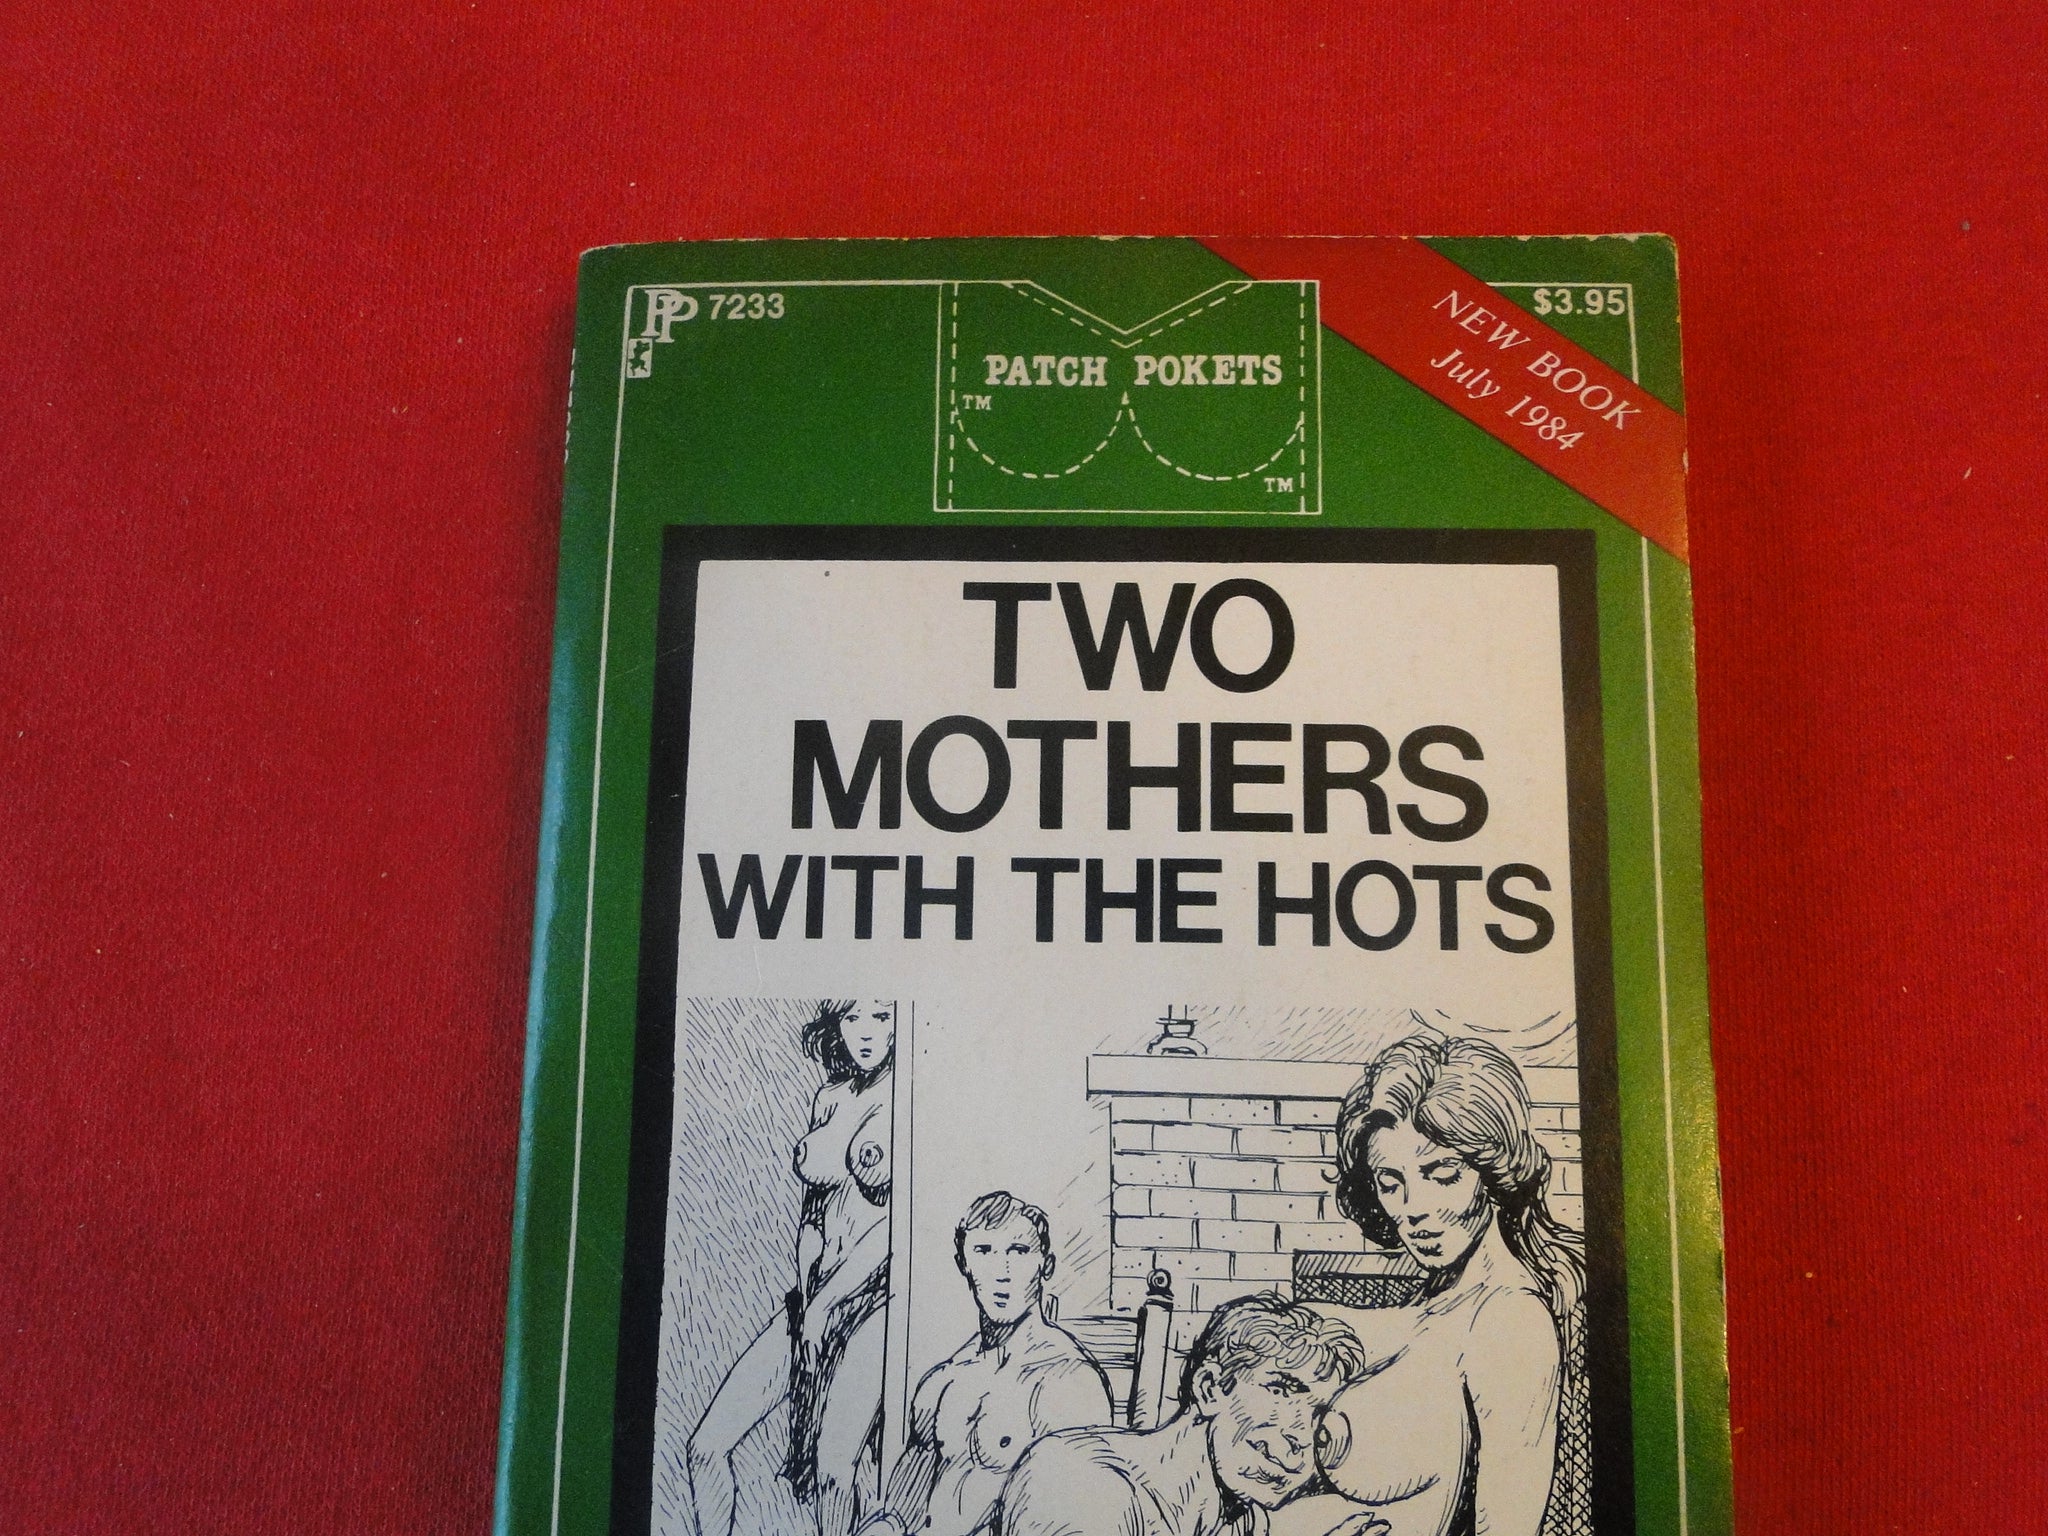 PP 7233
$3.95
NEW BOOK
July 1984
PATCH POKETS
TM
TM
TWO
MOTHERS
WITH THE HOTS